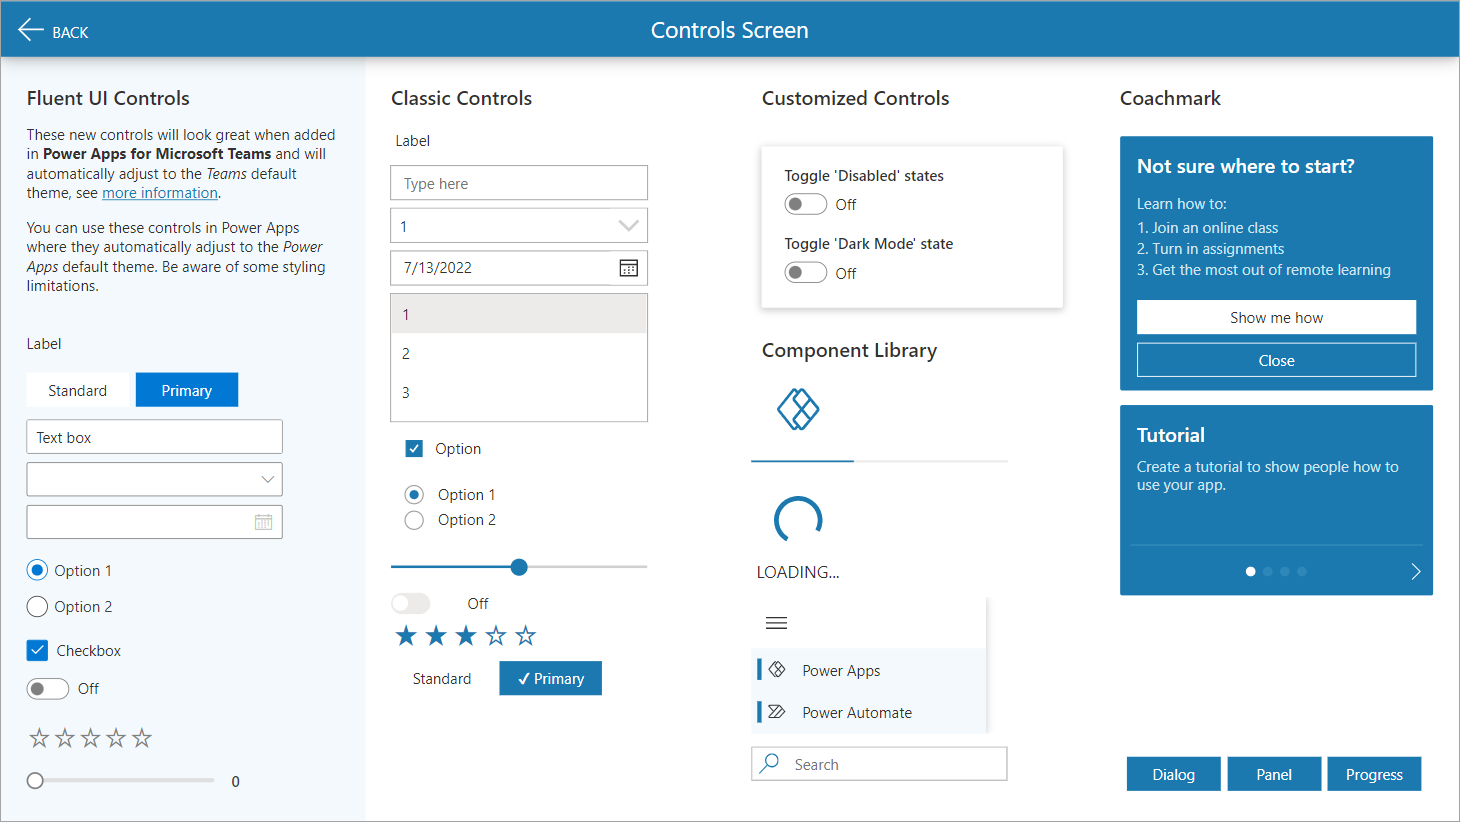 BACK
Controls Screen
Fluent UI Controls
These new controls will look great when added
in Power Apps for Microsoft Teams and will
automatically adjust to the Teams default
theme, see more information.
You can use these controls in Power Apps
where they automatically adjust to the Power
Apps default theme. Be aware of some styling
limitations.
Label
Standard
Primary
Text box
Option 1
Option 2
Checkbox
Off
0
Classic Controls
Label
Type here
1
7/13/2022
1
2
3
Option
Option 1
Option 2
Off
Standard
Primary
Customized Controls
Toggle 'Disabled' states
Off
Toggle 'Dark Mode' state
Off
Component Library
LOADING...
Power Apps
Power Automate
Search
Coachmark
Not sure where to start?
Learn how to:
1. Join an online class
2. Turn in assignments
3. Get the most out of remote learning
Show me how
Close
Tutorial
Create a tutorial to show people how to
use your app.
Dialog
Panel
Progress